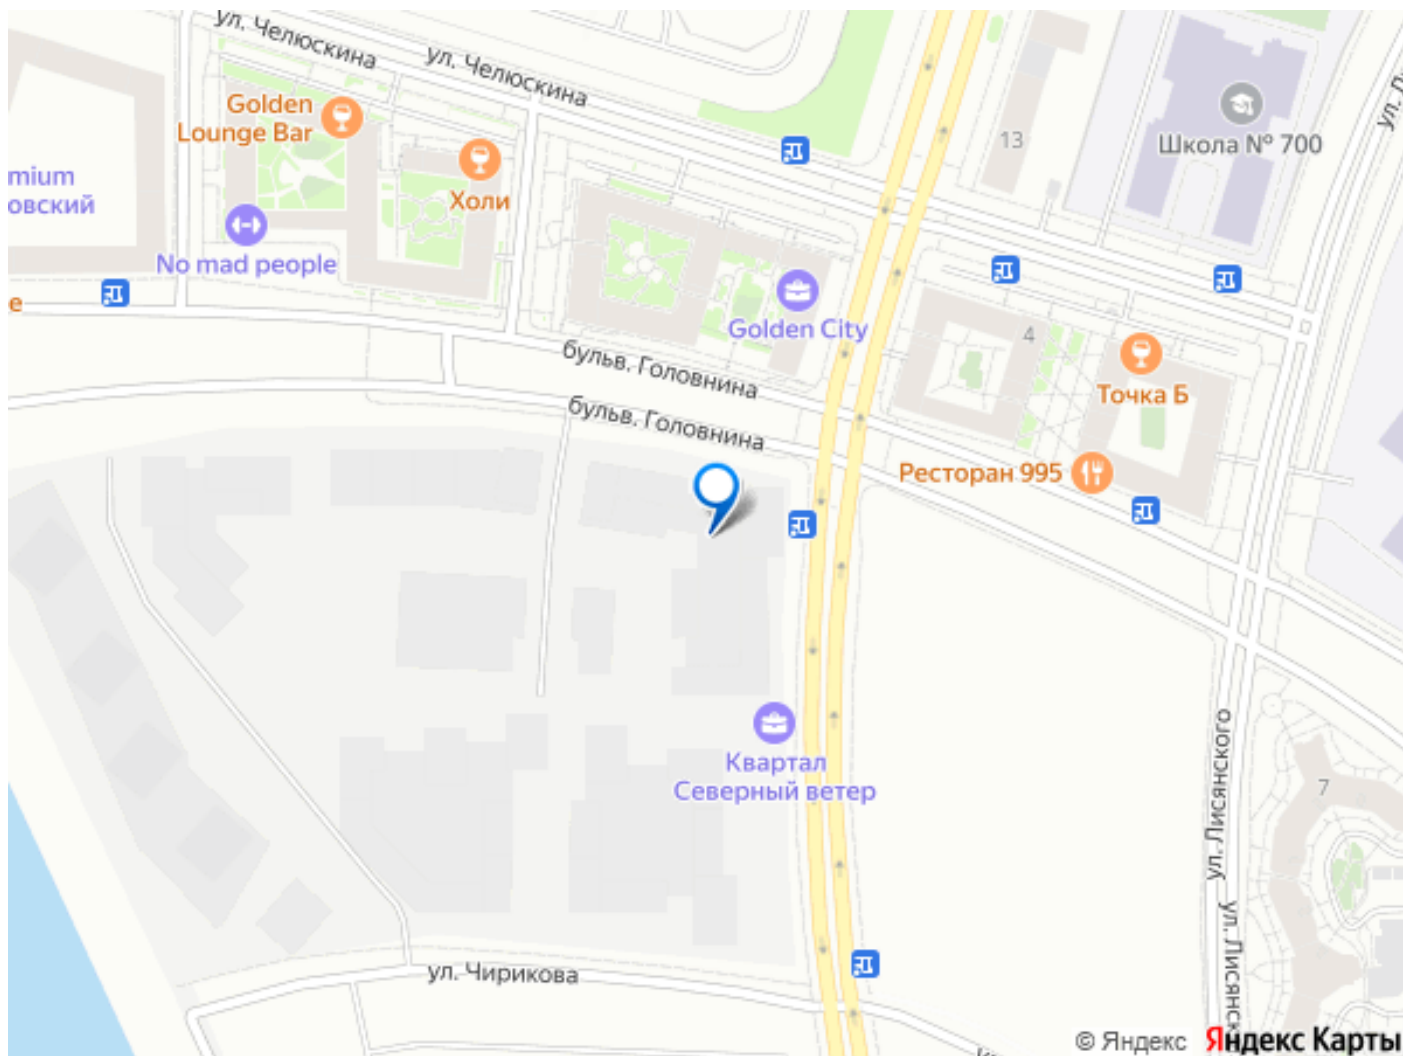 ул. Челюскина
ул. Челюскина
Golden
Lounge Bar
Холи
mium
овский
No mad people
е
13
Школа № 700
Golden City
4
Точка Б
бульв. Головнина
бульв. Головнина
Ресторан 995
Квартал
Северный ветер
ул. Лисянского
7
ул. Чирикова
© Яндекс Яндекс Карты